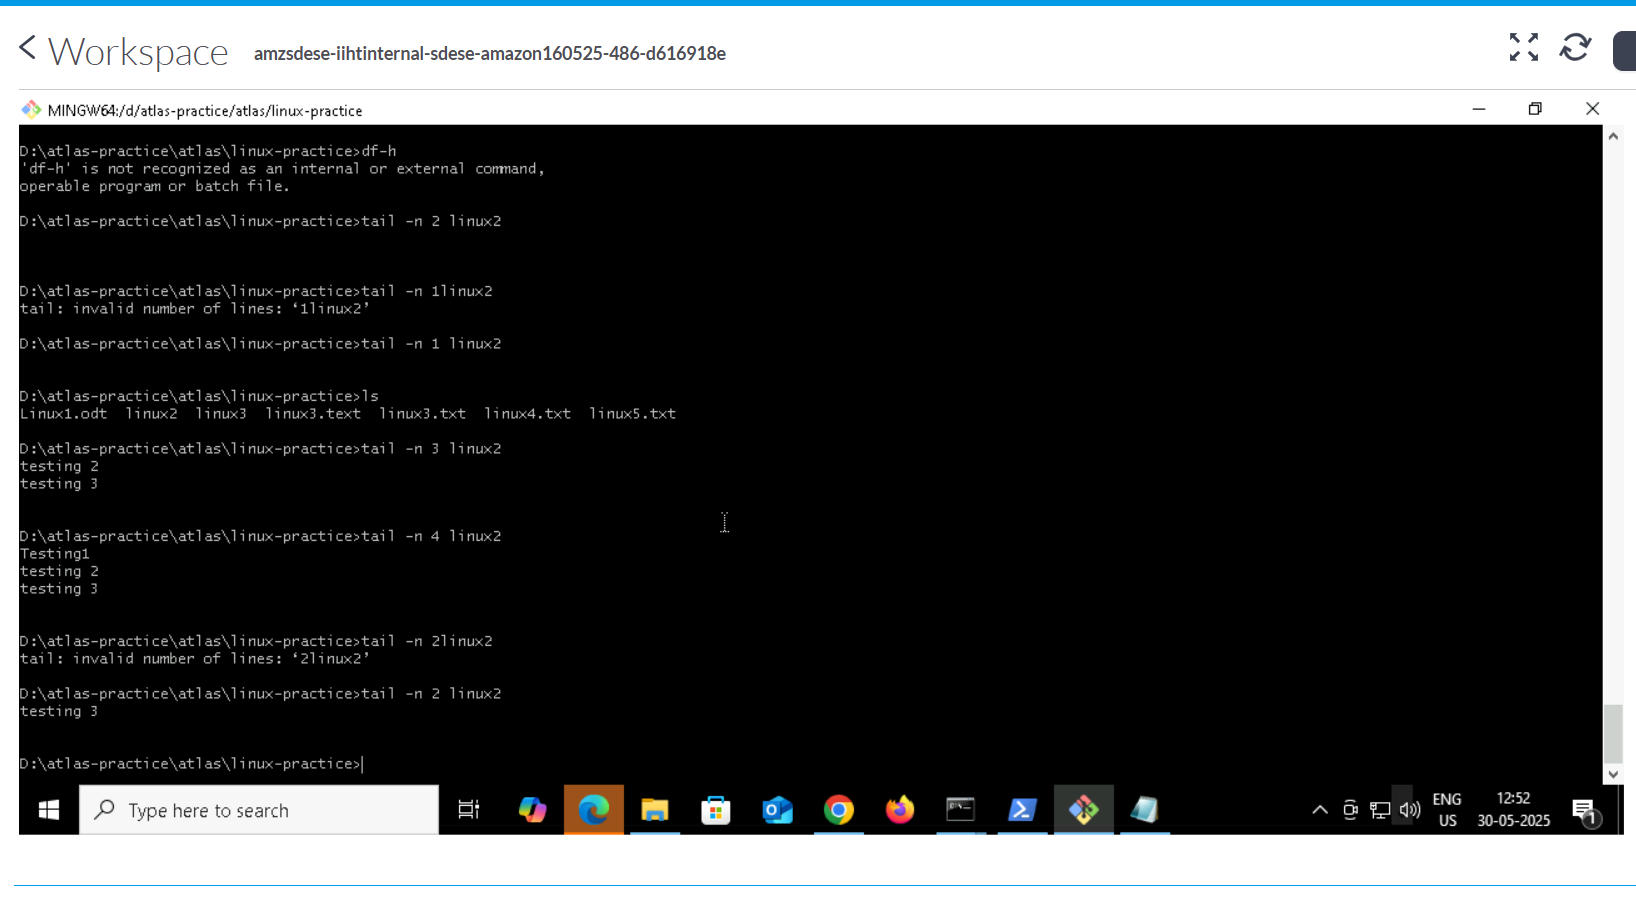 Workspace amzsdese-iihtinternal-sdese-amazon160525-486-d616918e
MINGW64:/d/atlas-practice/atlas/linux-practice
D:\atlas-practice\atlas\linux-practice>df-h
'df-h' is not recognized as an internal or external command,
operable program or batch file.
D:\atlas-practice\atlas\linux-practice>tail -n 2 linux2
D:\atlas-practice\atlas\linux-practice>tail -n 1linux2
tail: invalid number of lines: ‘1linux2’
D:\atlas-practice\atlas\linux-practice>tail -n 1 linux2
D:\atlas-practice\atlas\linux-practice>ls
Linux1.odt  linux2  linux3  linux3.text  linux3.txt  linux4.txt  linux5.txt
D:\atlas-practice\atlas\linux-practice>tail -n 3 linux2
testing 2
testing 3
D:\atlas-practice\atlas\linux-practice>tail -n 4 linux2
Testing1
testing 2
testing 3
D:\atlas-practice\atlas\linux-practice>tail -n 2linux2
tail: invalid number of lines: ‘2linux2’
D:\atlas-practice\atlas\linux-practice>tail -n 2 linux2
testing 3
D:\atlas-practice\atlas\linux-practice>
Type here to search
ENG
US
12:52
30-05-2025
1